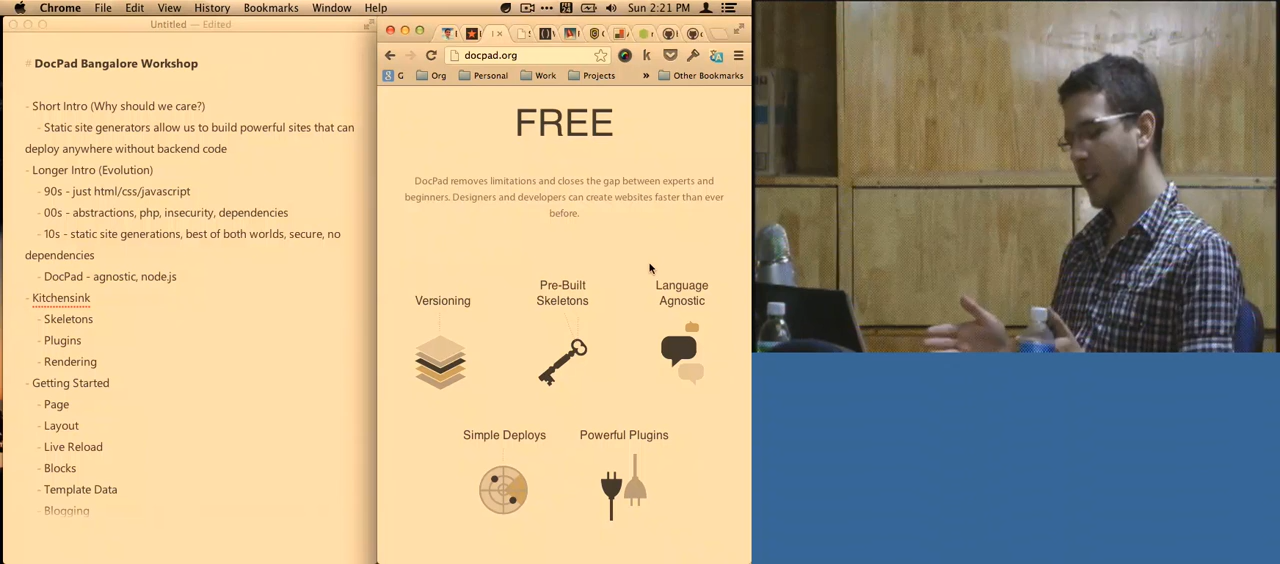 Chrome File Edit View History Bookmarks Window Help
Sun 2:21 PM
Untitled — Edited
# DocPad Bangalore Workshop
- Short Intro (Why should we care?)
- Static site generators allow us to build powerful sites that can
deploy anywhere without backend code
- Longer Intro (Evolution)
- 90s - just html/css/javascript
- 00s - abstractions, php, insecurity, dependencies
- 10s - static site generations, best of both worlds, secure, no
dependencies
- DocPad - agnostic, node.js
- Kitchensink
- Skeletons
- Plugins
- Rendering
- Getting Started
- Page
- Layout
- Live Reload
- Blocks
- Template Data
- Blogging
docpad.org
G Org Personal Work Projects » Other Bookmarks
FREE
DocPad removes limitations and closes the gap between experts and
beginners. Designers and developers can create websites faster than ever
before.
Versioning
Pre-Built
Skeletons
Language
Agnostic
Simple Deploys
Powerful Plugins